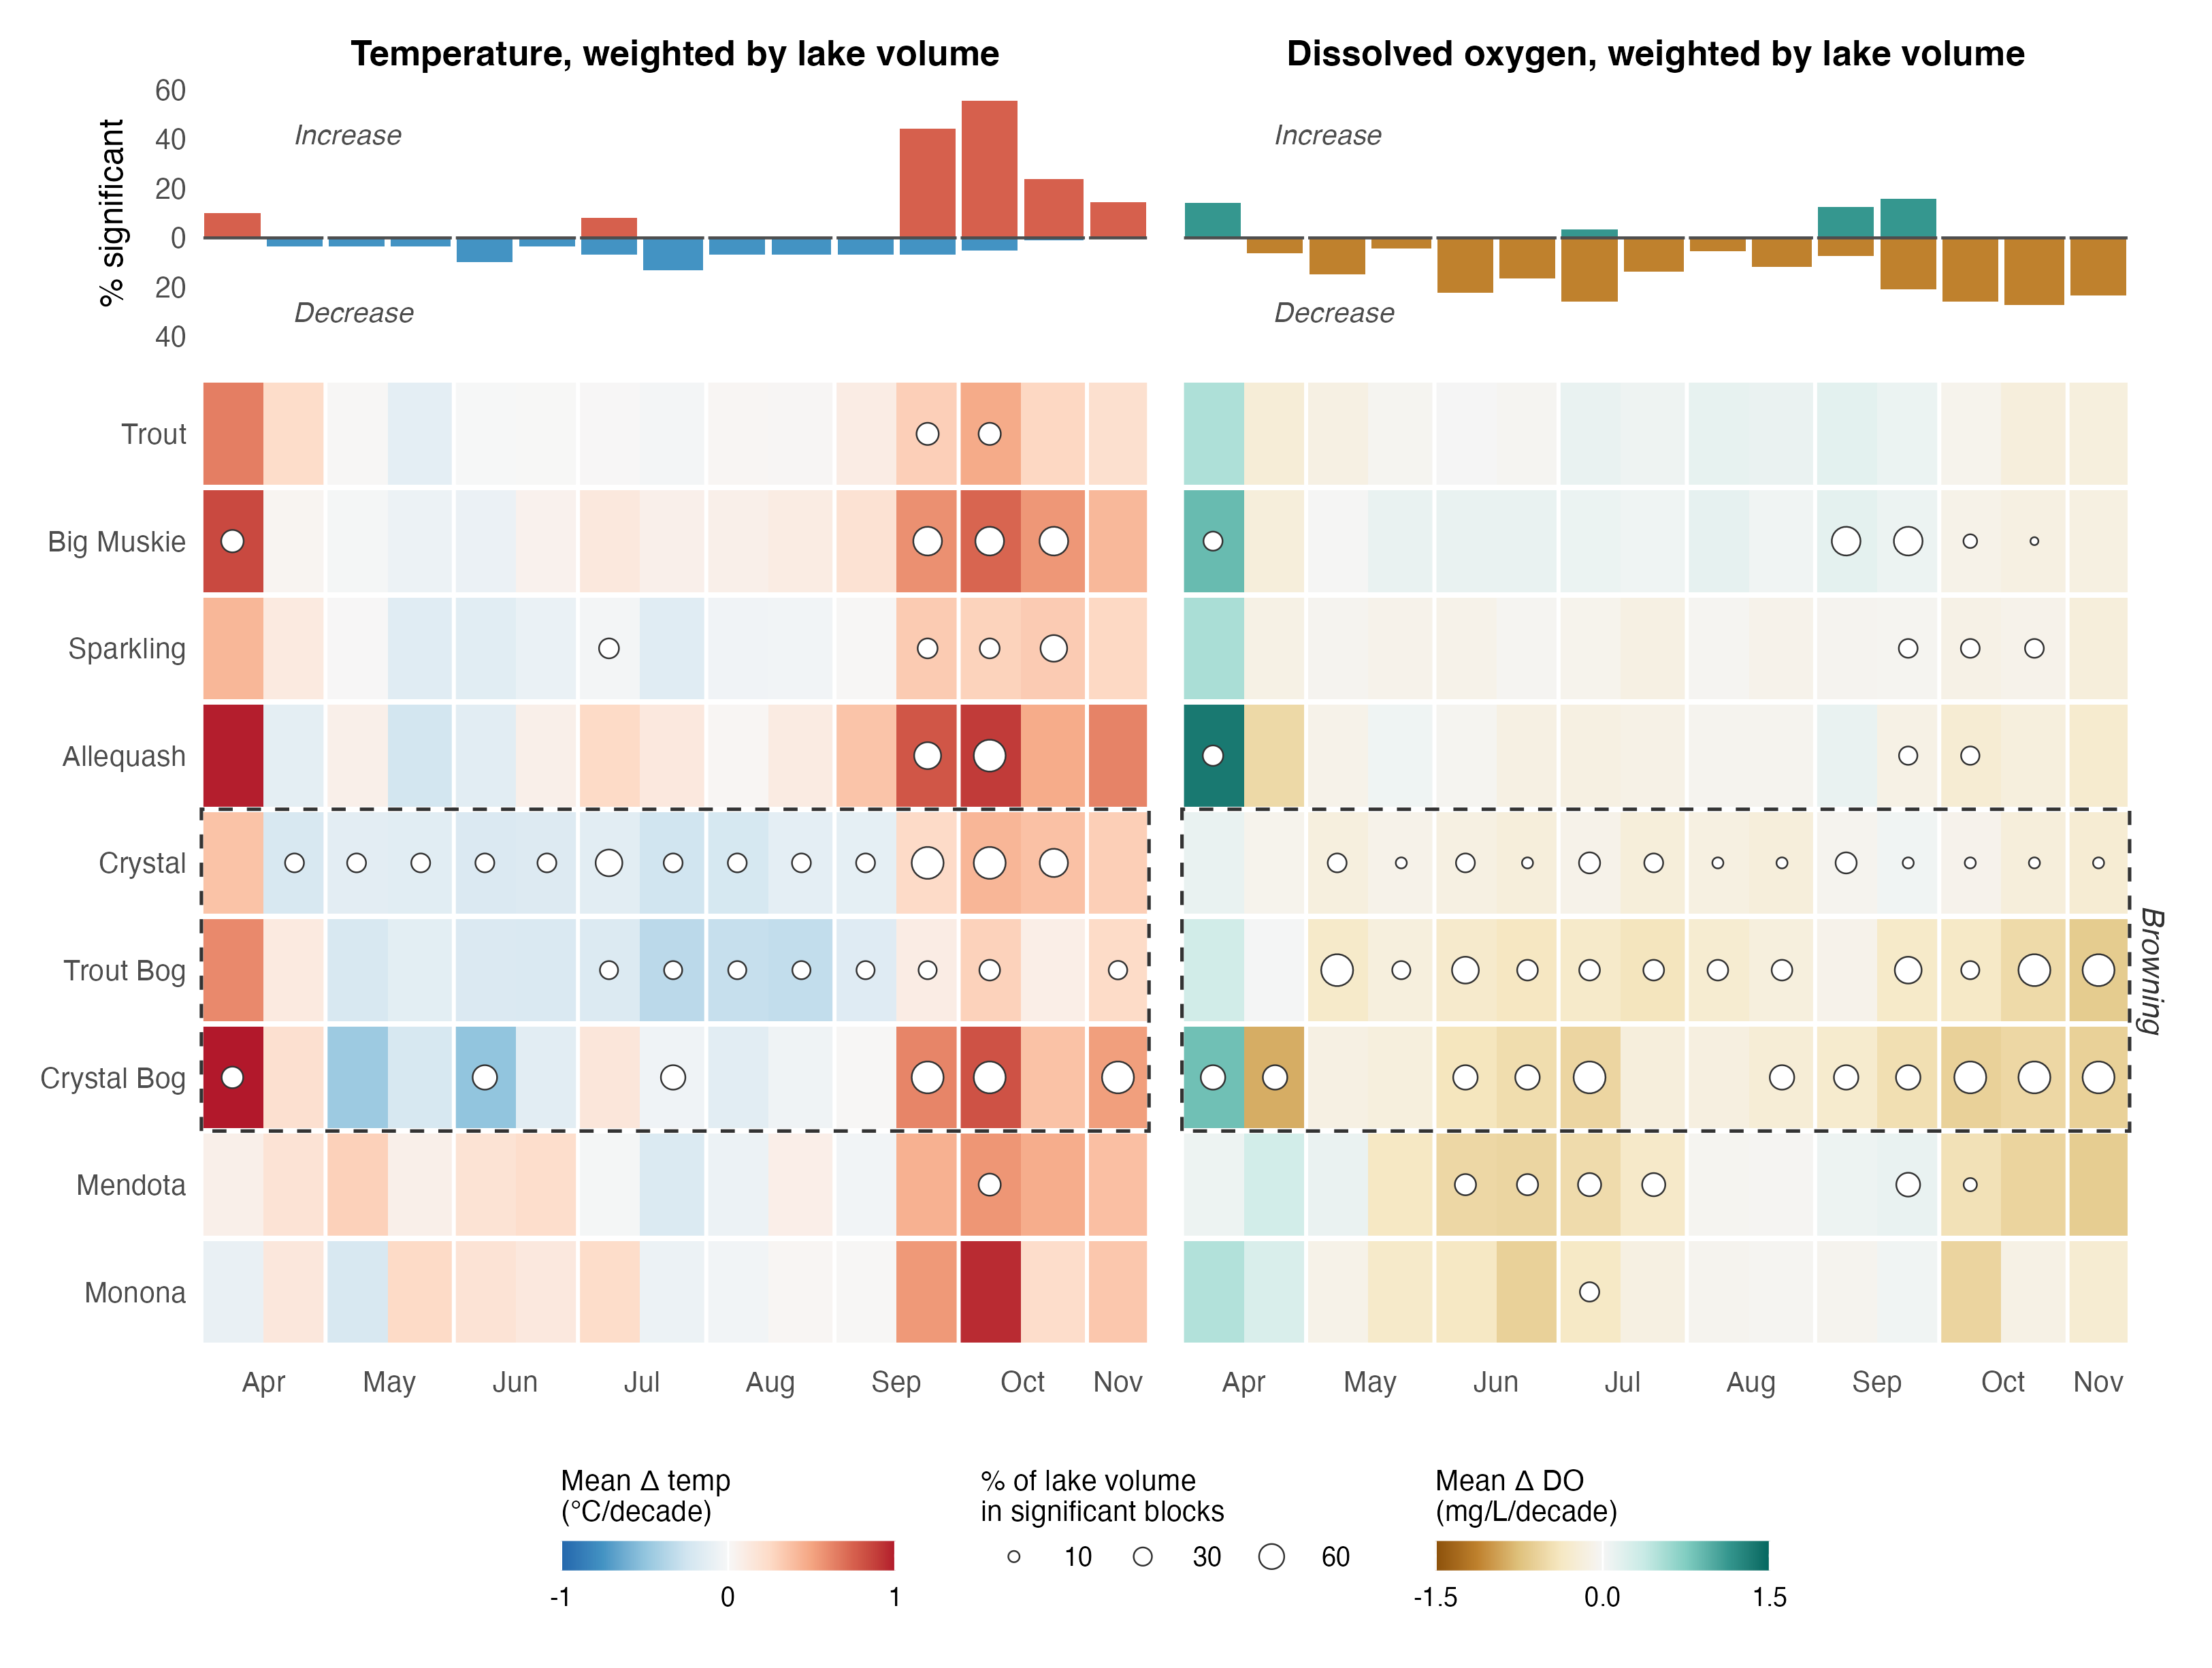 Temperature, weighted by lake volume
Dissolved oxygen, weighted by lake volume
% significant
60
40
20
0
20
40
Increase
Decrease
Increase
Decrease
Trout
Big Muskie
Sparkling
Allequash
Crystal
Trout Bog
Crystal Bog
Mendota
Monona
Browning
Apr May Jun Jul Aug Sep Oct Nov
Apr May Jun Jul Aug Sep Oct Nov
Mean Δ temp
(°C/decade)
-1 0 1
% of lake volume
in significant blocks
10 30 60
Mean Δ DO
(mg/L/decade)
-1.5 0.0 1.5